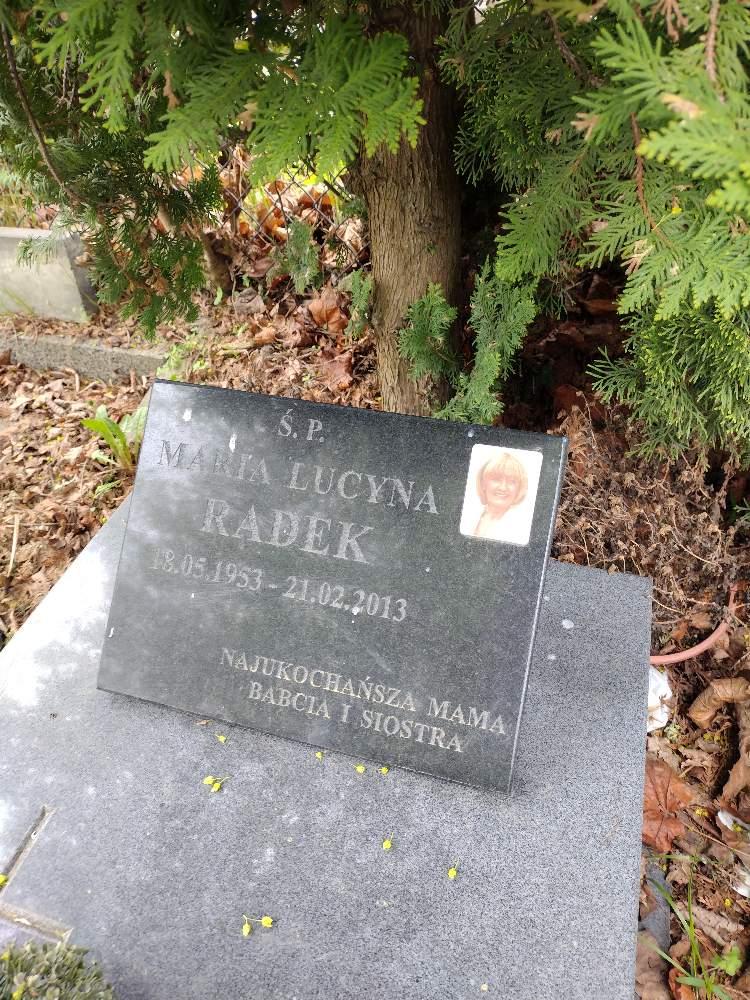 Ś. P.
MARIA LUCYNA
RADEK
18.05.1953 - 21.02.2013
NAJUKOCHAŃSZA MAMA
BABCIA I SIOSTRA